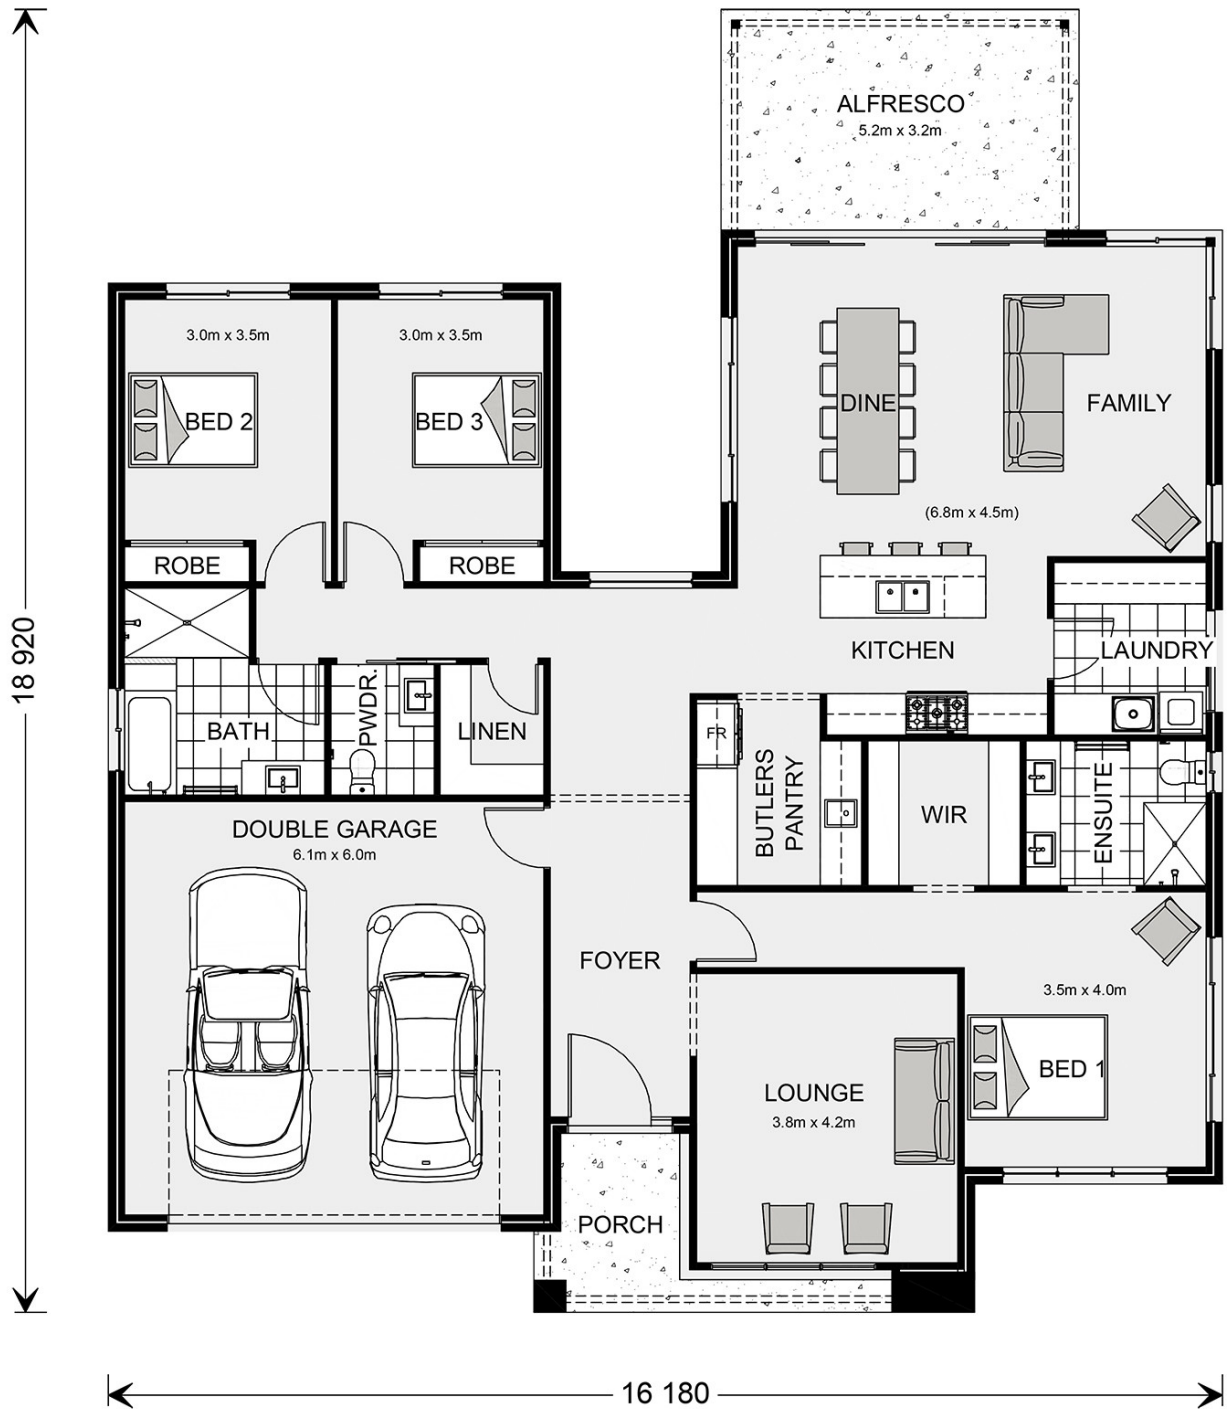 ALFRESCO
5.2m x 3.2m
3.0m x 3.5m
3.0m x 3.5m
BED 2
BED 3
DINE
FAMILY
(6.8m x 4.5m)
ROBE
ROBE
KITCHEN
LAUNDRY
18 920
BATH
PWDR.
LINEN
FR
BUTLERS
PANTRY
WIR
ENSUITE
DOUBLE GARAGE
6.1m x 6.0m
FOYER
3.5m x 4.0m
BED 1
LOUNGE
3.8m x 4.2m
PORCH
16 180